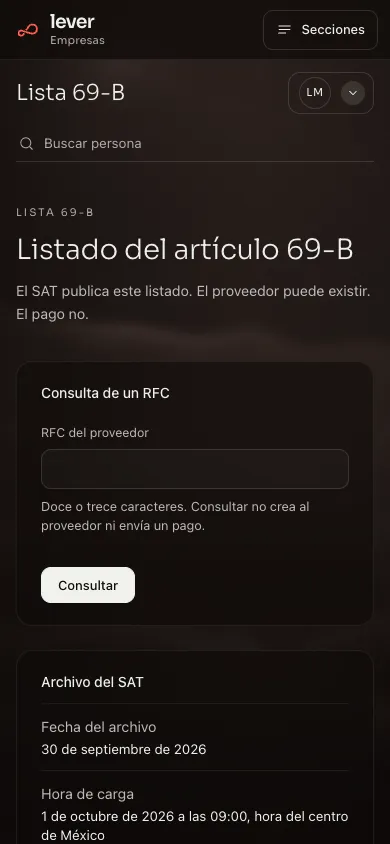 lever
Empresas
Secciones
Lista 69-B
LM
Buscar persona
LISTA 69-B
Listado del artículo 69-B
El SAT publica este listado. El proveedor puede existir.
El pago no.
Consulta de un RFC
RFC del proveedor
Doce o trece caracteres. Consultar no crea al
proveedor ni envía un pago.
Consultar
Archivo del SAT
Fecha del archivo
30 de septiembre de 2026
Hora de carga
1 de octubre de 2026 a las 09:00, hora del centro
de México